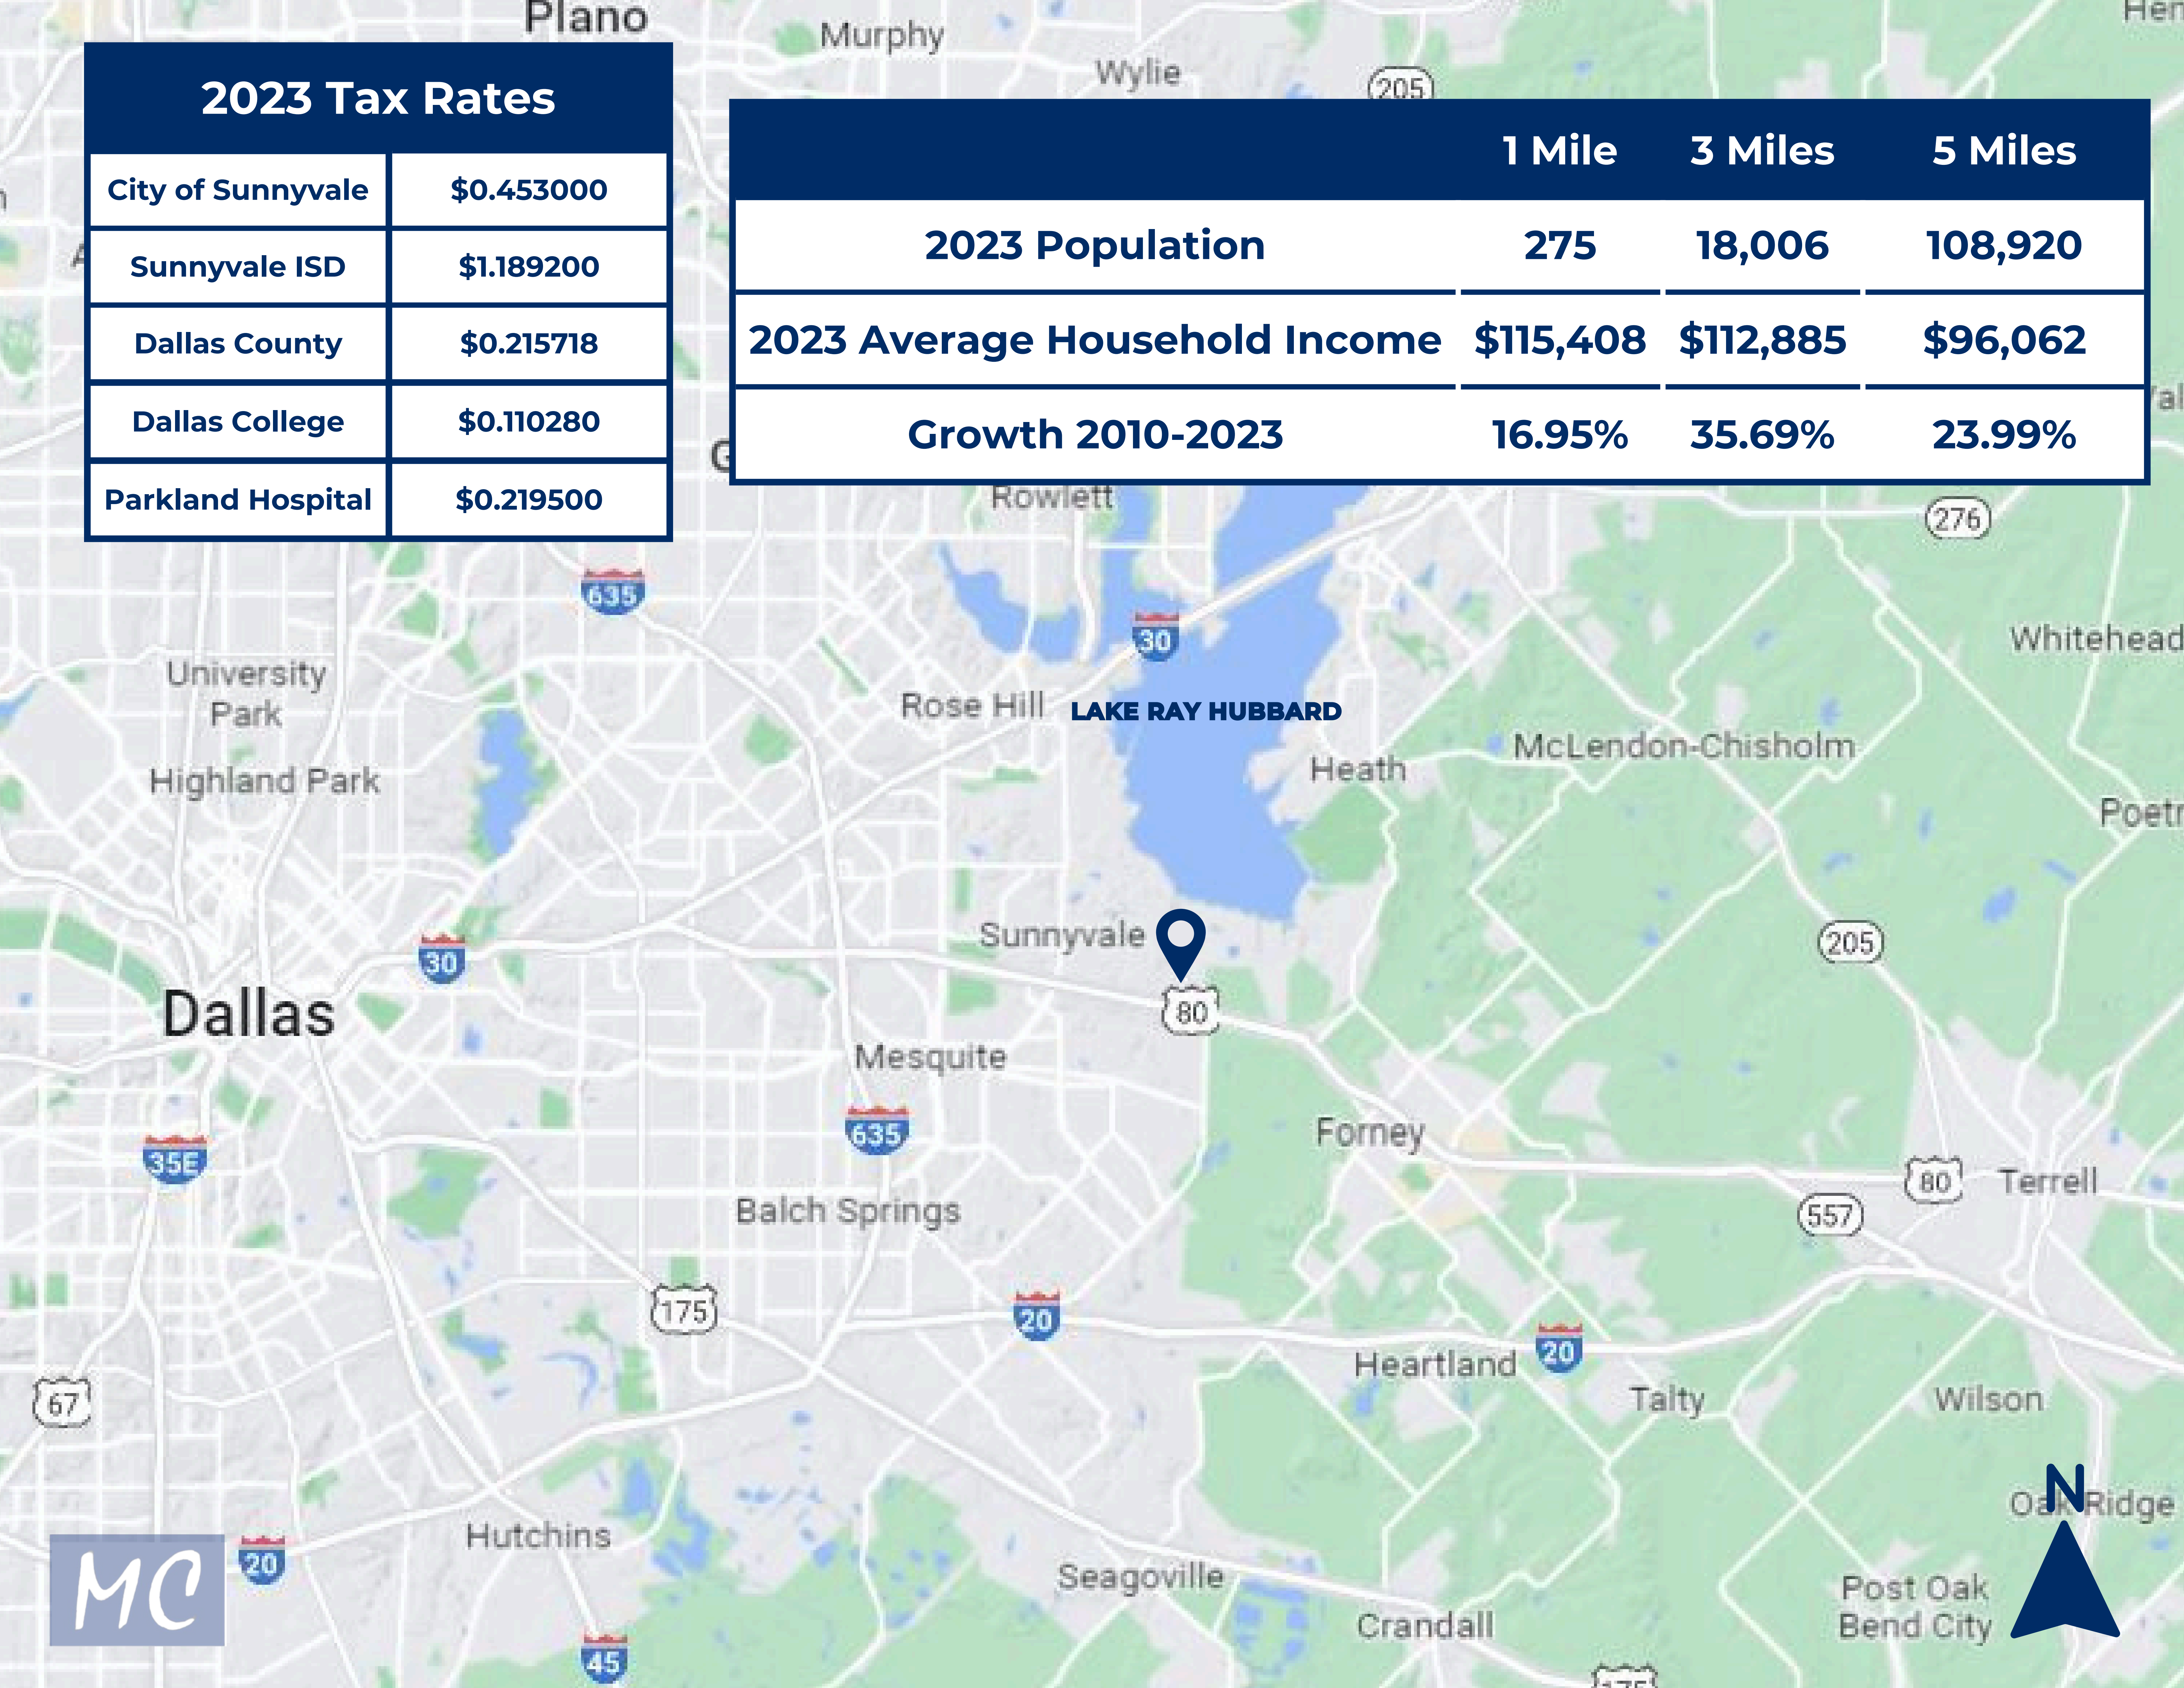 Plano
Murphy
Wylie
205
2023 Tax Rates
City of Sunnyvale $0.453000
Sunnyvale ISD $1.189200
Dallas County $0.215718
Dallas College $0.110280
Parkland Hospital $0.219500
1 Mile 3 Miles 5 Miles
2023 Population 275 18,006 108,920
2023 Average Household Income $115,408 $112,885 $96,062
Growth 2010-2023 16.95% 35.69% 23.99%
Rowlett
276
635
30
Whitehead
University
Park
Rose Hill
LAKE RAY HUBBARD
McLendon-Chisholm
Heath
Highland Park
Sunnyvale
205
30
Dallas
80
Mesquite
635
Forney
35E
80
Terrell
Balch Springs
557
175
20
20
Heartland
67
Talty
Wilson
N
Oak Ridge
Hutchins
20
MC
Seagoville
Post Oak
Bend City
Crandall
45
175